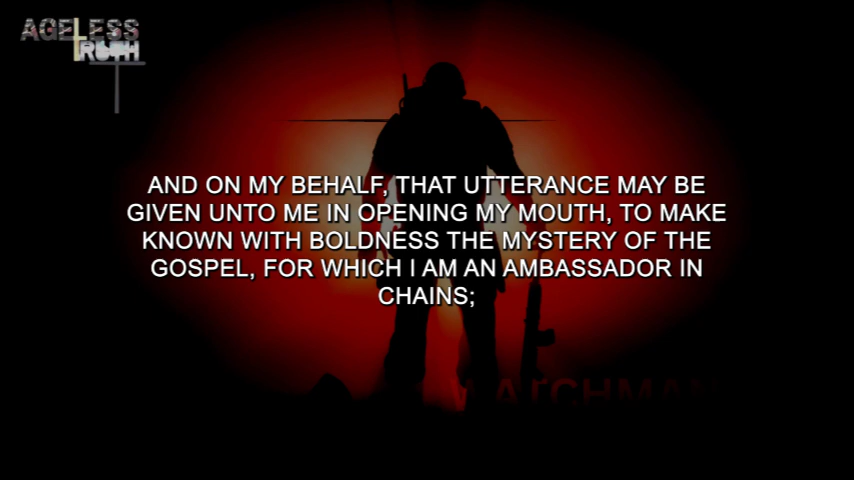 AGELESS
TRUTH
AND ON MY BEHALF, THAT UTTERANCE MAY BE
GIVEN UNTO ME IN OPENING MY MOUTH, TO MAKE
KNOWN WITH BOLDNESS THE MYSTERY OF THE
GOSPEL, FOR WHICH I AM AN AMBASSADOR IN
CHAINS;
WATCHMAN